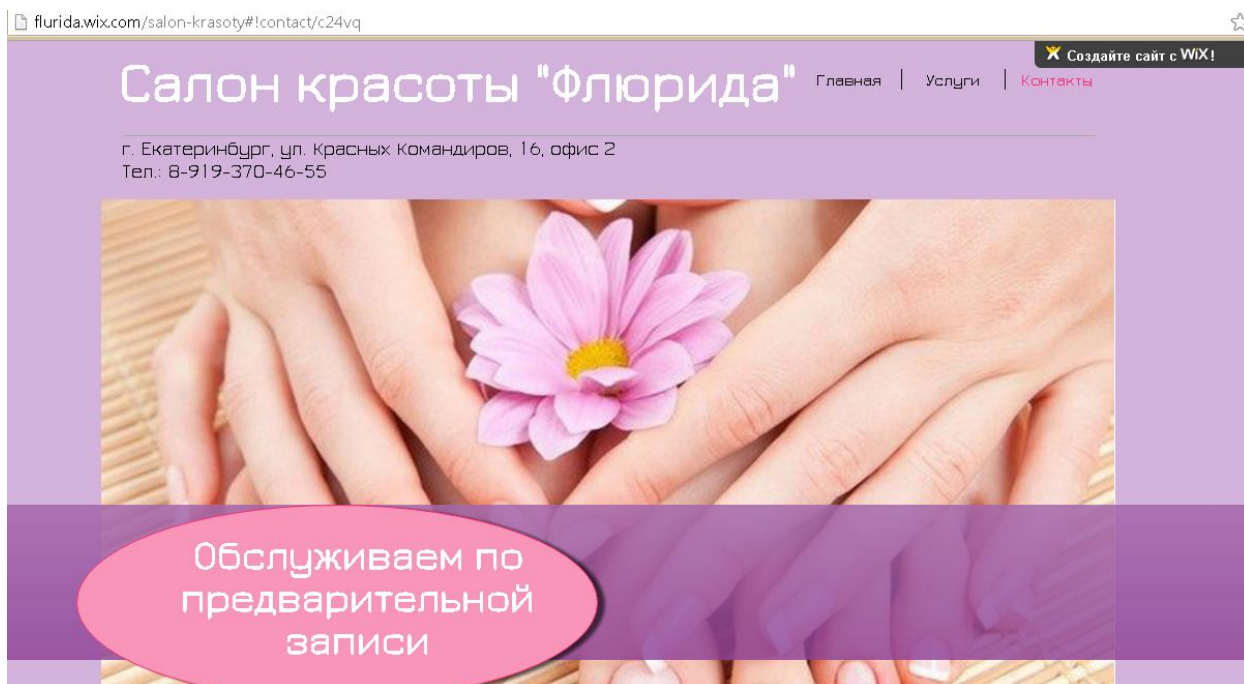 flurida.wix.com/salon-krasoty#!contact/c24vq
Создайте сайт с WiX!
Салон красоты "Флюрида"
Главная | Услуги | Контакты
г. Екатеринбург, ул. Красных Командиров, 16, офис 2
Тел.: 8-919-370-46-55
Обслуживаем по
предварительной
записи